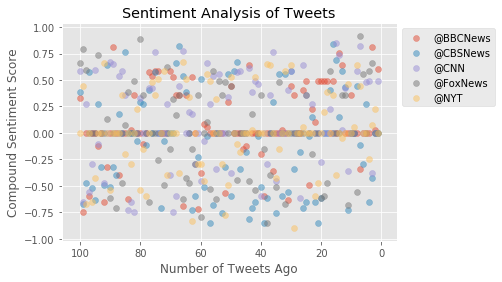 Sentiment Analysis of Tweets
1.00
0.75
0.50
0.25
0.00
−0.25
−0.50
−0.75
−1.00
Compound Sentiment Score
100
80
60
40
20
0
Number of Tweets Ago
@BBCNews
@CBSNews
@CNN
@FoxNews
@NYT